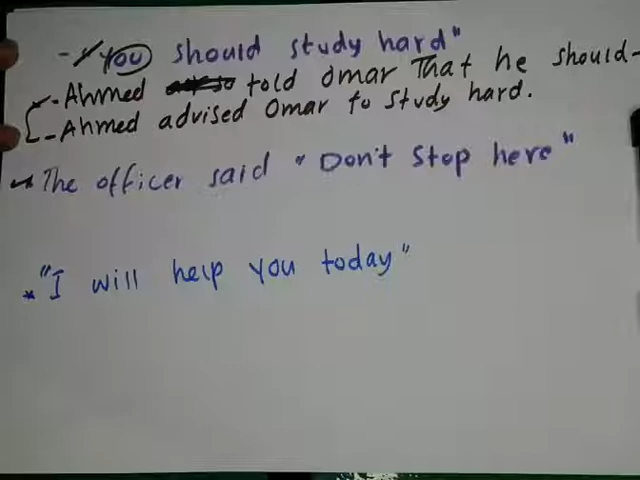 - "You should study hard"
- Ahmed told Omar That he should-
- Ahmed advised Omar to study hard.
The officer said "Don't Stop here"
* "I will help you today"